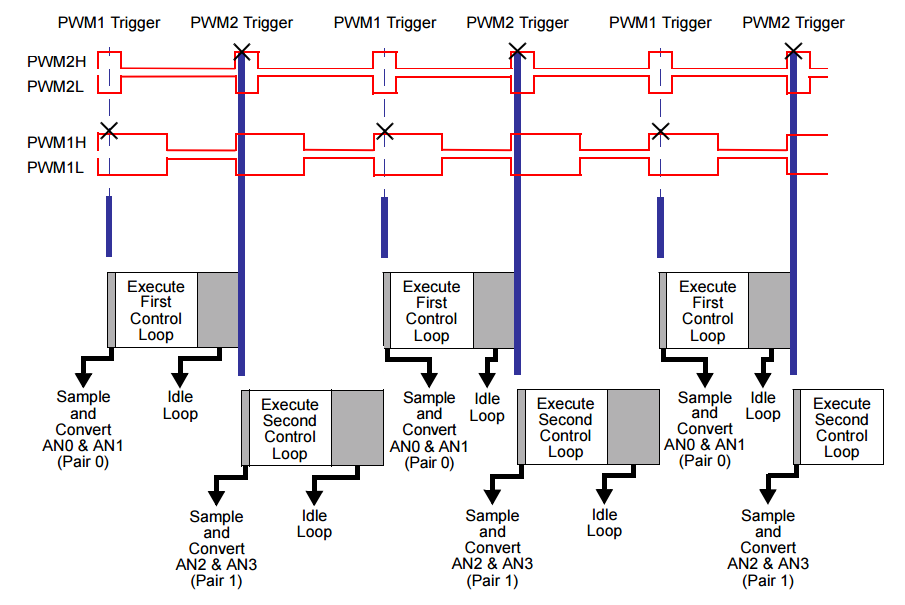 PWM1 Trigger
PWM2 Trigger
PWM1 Trigger
PWM2 Trigger
PWM1 Trigger
PWM2 Trigger
PWM2H
PWM2L
PWM1H
PWM1L
Execute
First
Control
Loop
Execute
First
Control
Loop
Execute
First
Control
Loop
Sample
and
Convert
AN0 & AN1
(Pair 0)
Idle
Loop
Sample
and
Convert
AN0 & AN1
(Pair 0)
Idle
Loop
Sample
and
Convert
AN0 & AN1
(Pair 0)
Idle
Loop
Execute
Second
Control
Loop
Execute
Second
Control
Loop
Execute
Second
Control
Loop
Sample
and
Convert
AN2 & AN3
(Pair 1)
Idle
Loop
Sample
and
Convert
AN2 & AN3
(Pair 1)
Idle
Loop
Sample
and
Convert
AN2 & AN3
(Pair 1)